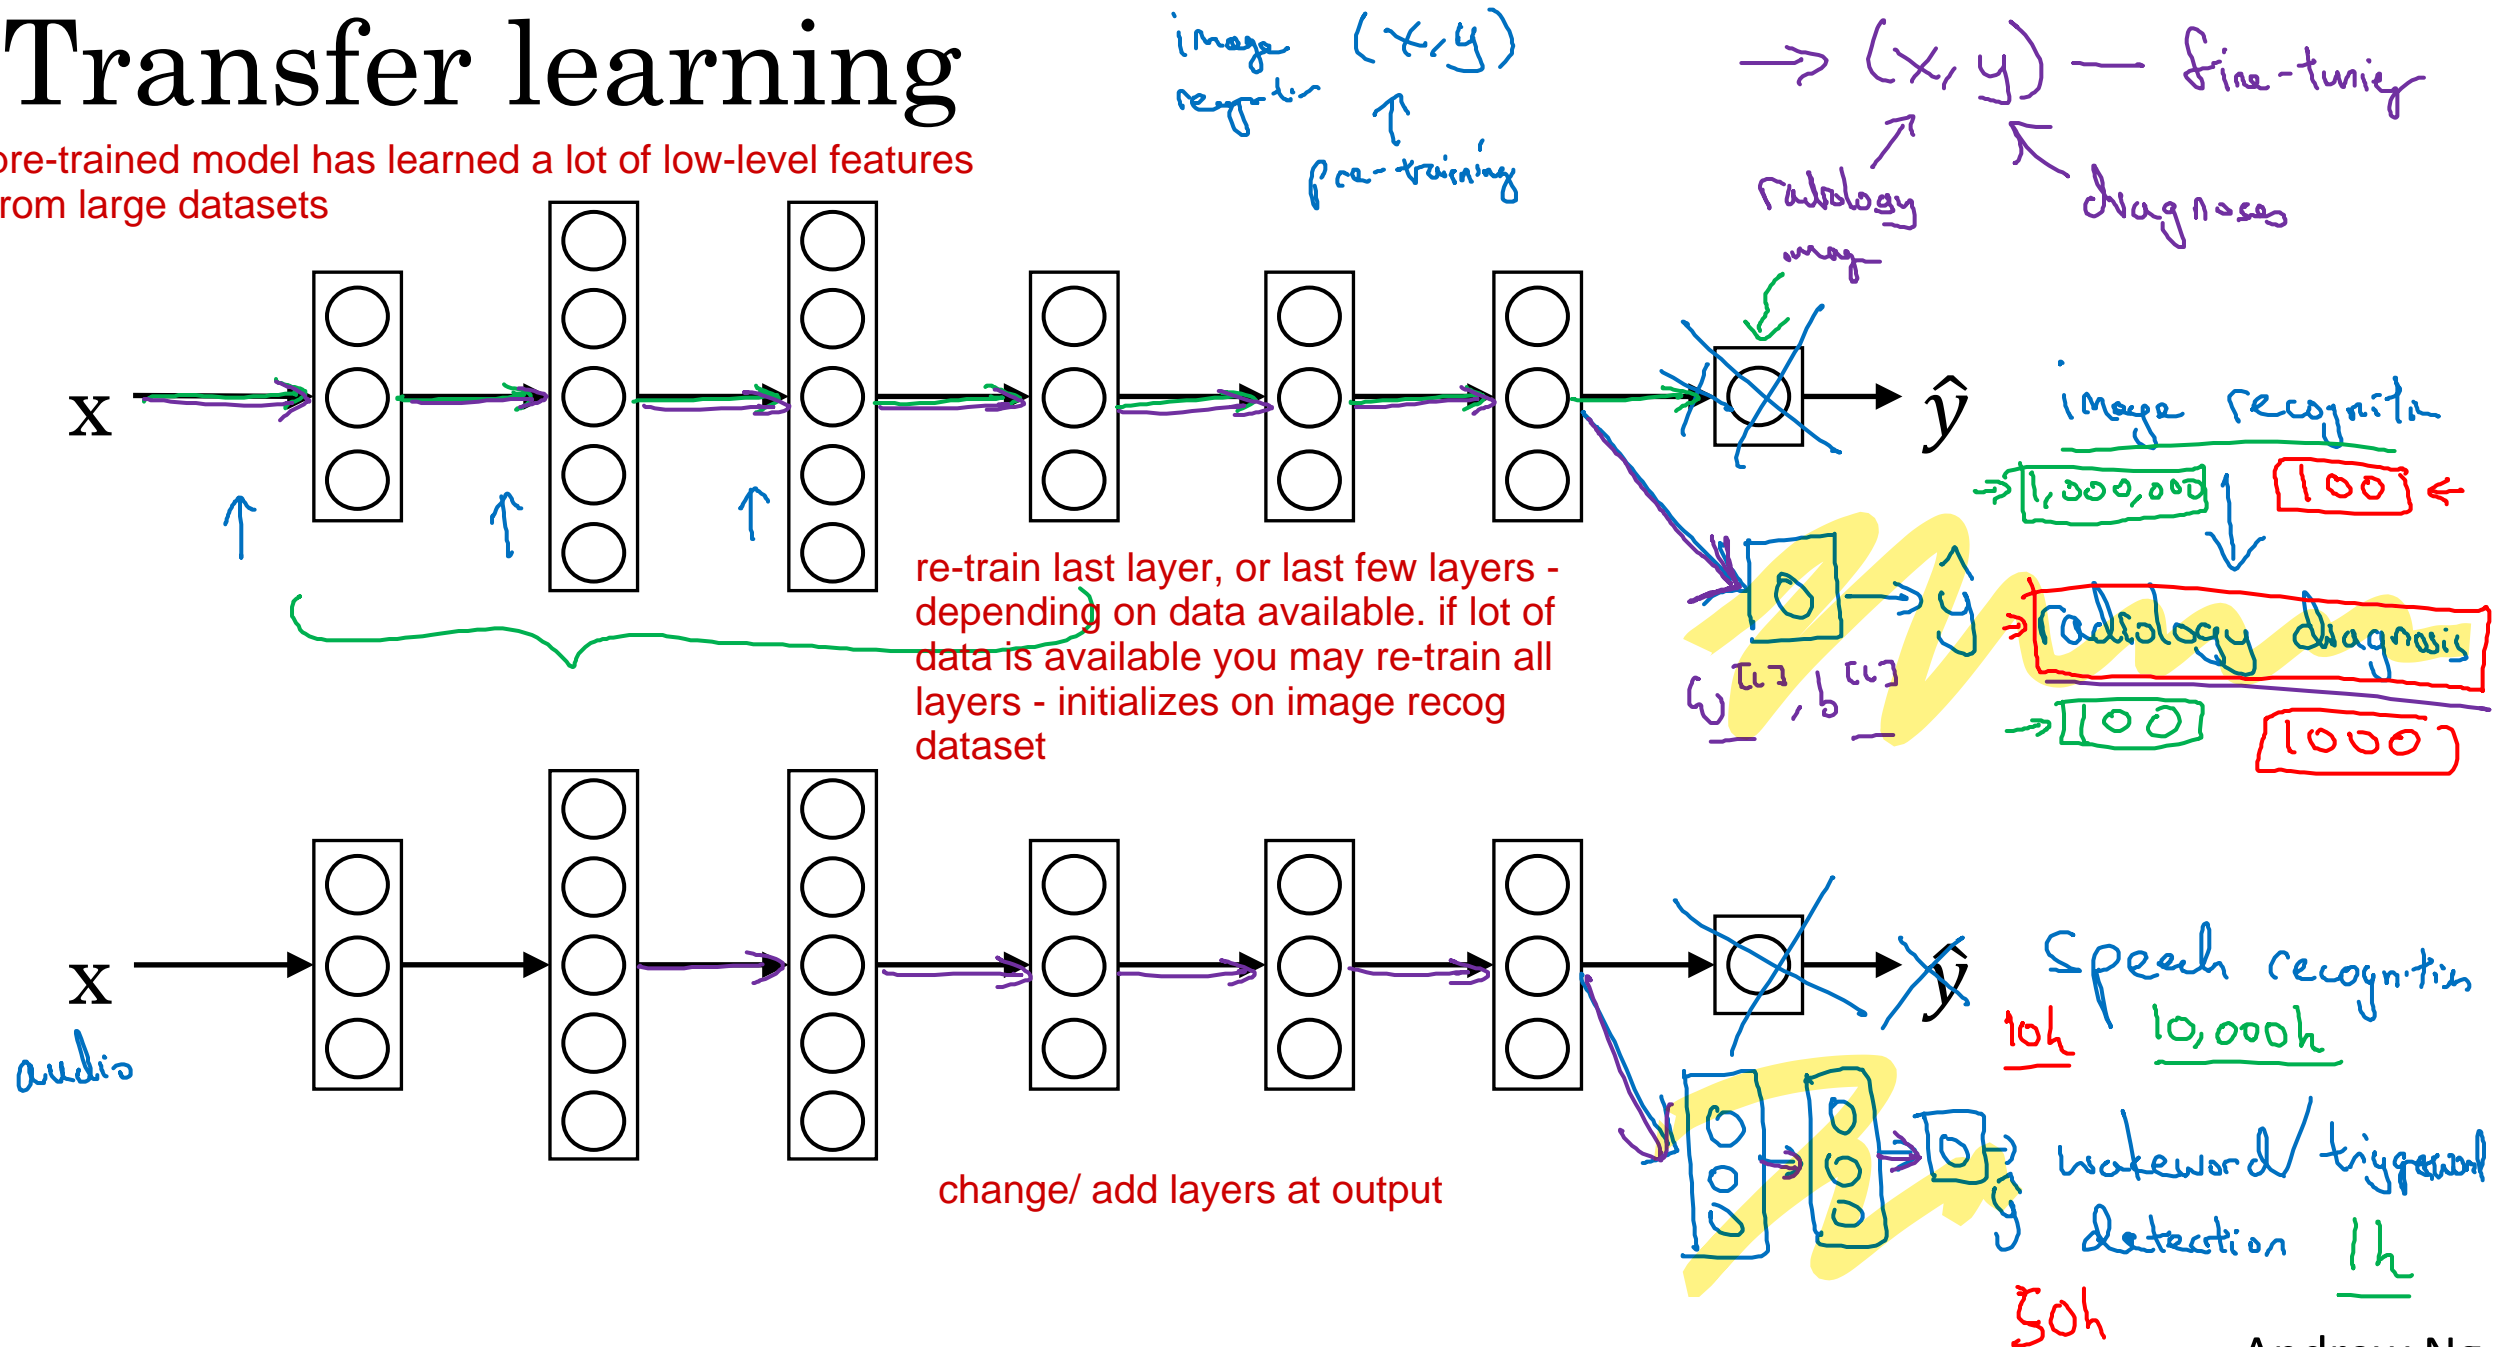 Transfer learning
image
recognition
(x, y)
pre-training
→ (x, y) — fine-tuning
radiology
image
diagnoses
pre-trained model has learned a lot of low-level features
from large datasets
x
ŷ
image recognition
1,000,000
100
re-train last layer, or last few layers -
depending on data available. if lot of
data is available you may re-train all
layers - initializes on image recog
dataset
y
radiology diagnosis
w[L], b[L]
100
1000
x
audio
ŷ
speech recognition
10h
10,000h
change/ add layers at output
y
wakeword/triggerword
detection
1h
50h
Andrew Ng